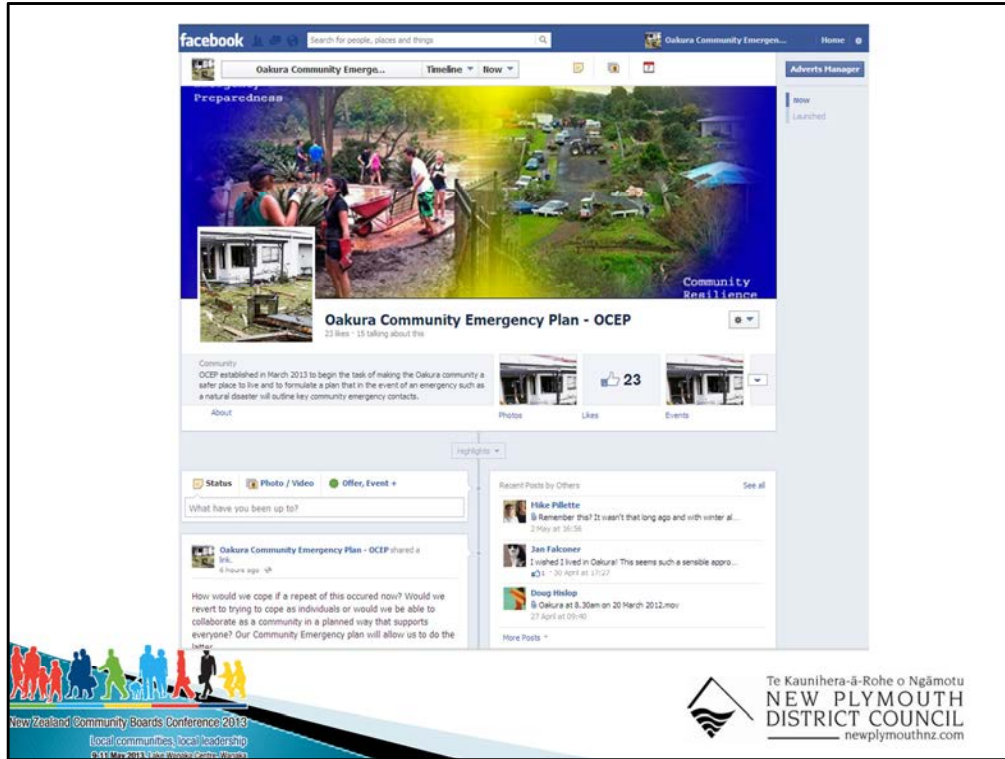 facebook
Search for people, places and things
Oakura Community Emergen...
Home
Oakura Community Emerge...
Timeline
Now
Adverts Manager
Now
Launched
Preparedness
Community
Resilience
Oakura Community Emergency Plan - OCEP
23 likes · 15 talking about this
Community
OCEP established in March 2013 to begin the task of making the Oakura community a
safer place to live and to formulate a plan that in the event of an emergency such as
a natural disaster will outline key community emergency contacts.
About
23
Photos
Likes
Events
Highlights
Status
Photo / Video
Offer, Event +
What have you been up to?
Oakura Community Emergency Plan - OCEP shared a
link.
6 hours ago
How would we cope if a repeat of this occured now? Would we
revert to trying to cope as individuals or would we be able to
collaborate as a community in a planned way that supports
everyone? Our Community Emergency plan will allow us to do the
latter
Recent Posts by Others
See all
Mike Pillette
Remember this? It wasn't that long ago and with winter al...
2 May at 16:56
Jan Falconer
I wished I lived in Oakura! This seems such a sensible appro...
1 · 30 April at 17:27
Doug Hislop
Oakura at 8.30am on 20 March 2012.mov
27 April at 09:40
More Posts
New Zealand Community Boards Conference 2013
Local communities, local leadership
9-11 May 2013, Lake Wanaka Centre, Wanaka
Te Kaunihera-ā-Rohe o Ngāmotu
NEW PLYMOUTH
DISTRICT COUNCIL
newplymouthnz.com